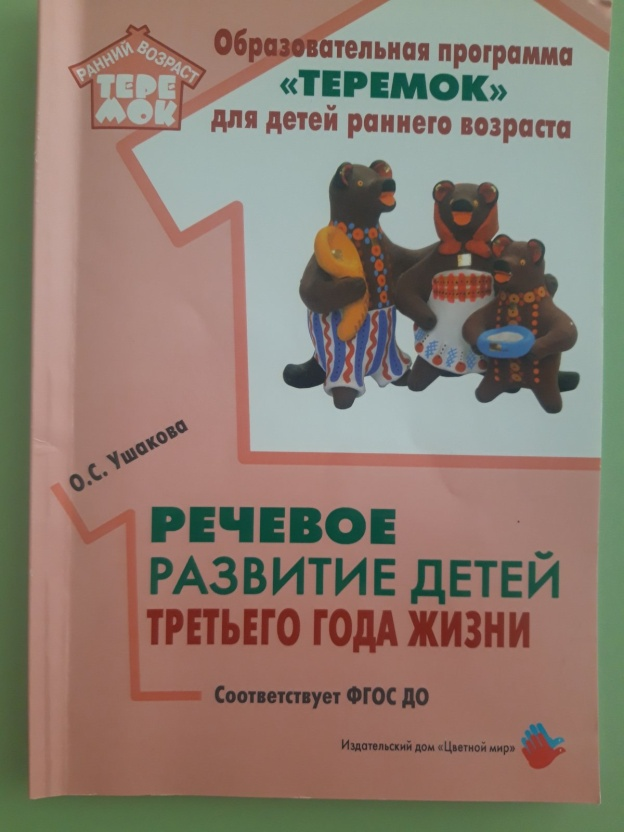 РАННИЙ ВОЗРАСТ
ТЕРЕ
МОК
Образовательная программа
«ТЕРЕМОК»
для детей раннего возраста
О.С. Ушакова
РЕЧЕВОЕ
РАЗВИТИЕ ДЕТЕЙ
ТРЕТЬЕГО ГОДА ЖИЗНИ
Соответствует ФГОС ДО
Издательский дом «Цветной мир»